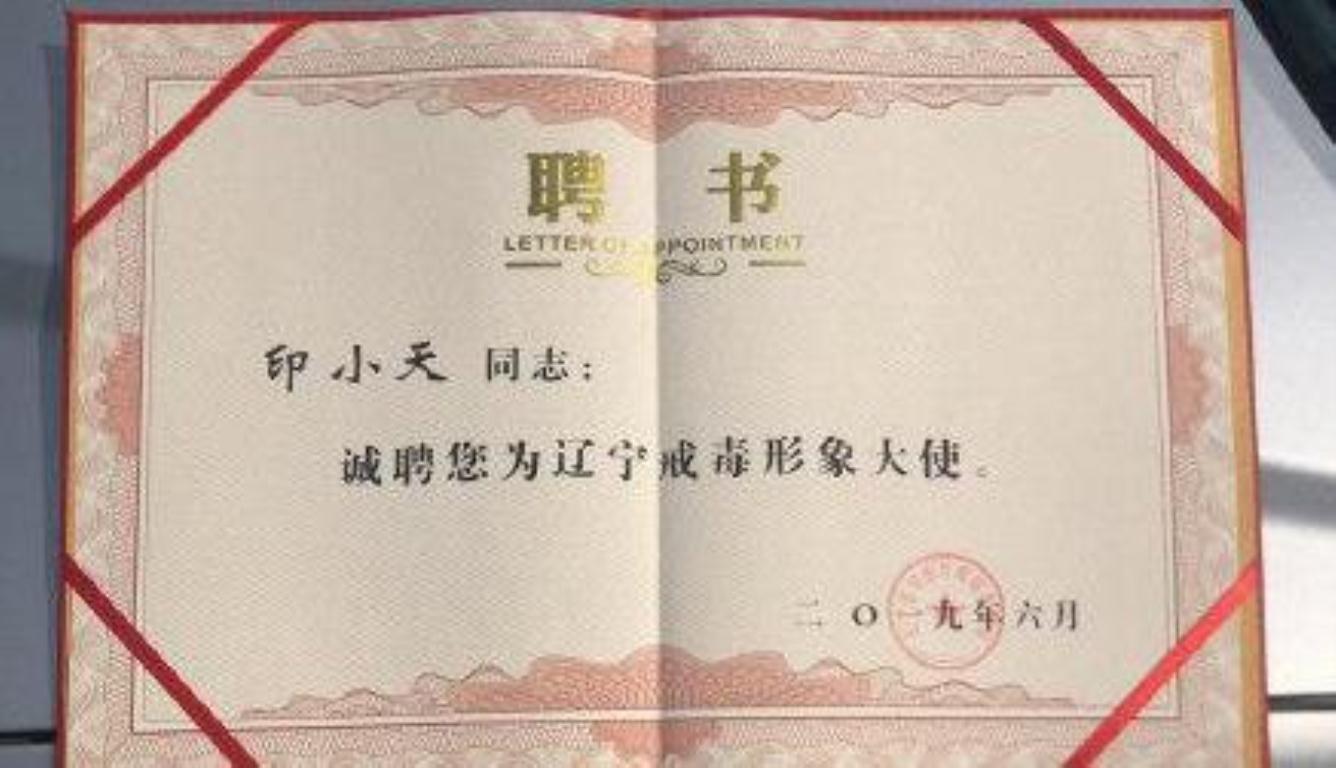 聘 书
LETTER OF APPOINTMENT
印小天 同志：
诚聘您为辽宁戒毒形象大使。
二〇一九年六月